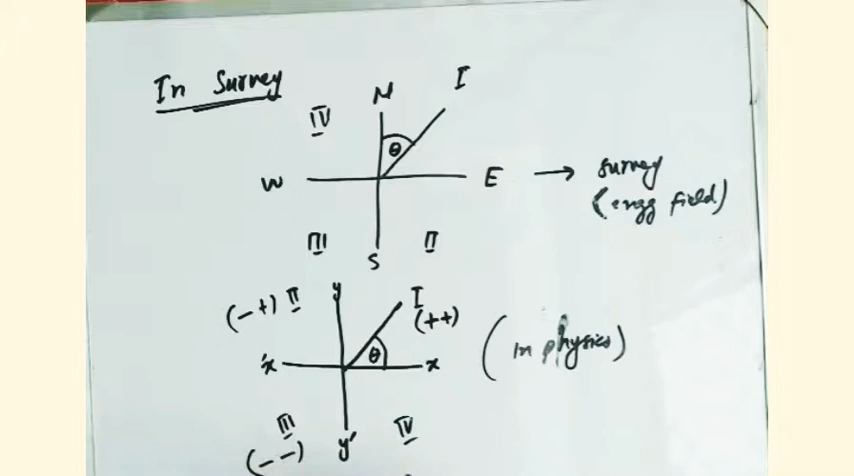 In Survey
N I
IV
θ
W E → survey
(engg field)
III II
S
(-+) II y I
(++)
θ
'x x (in physics)
III IV
(--) y'